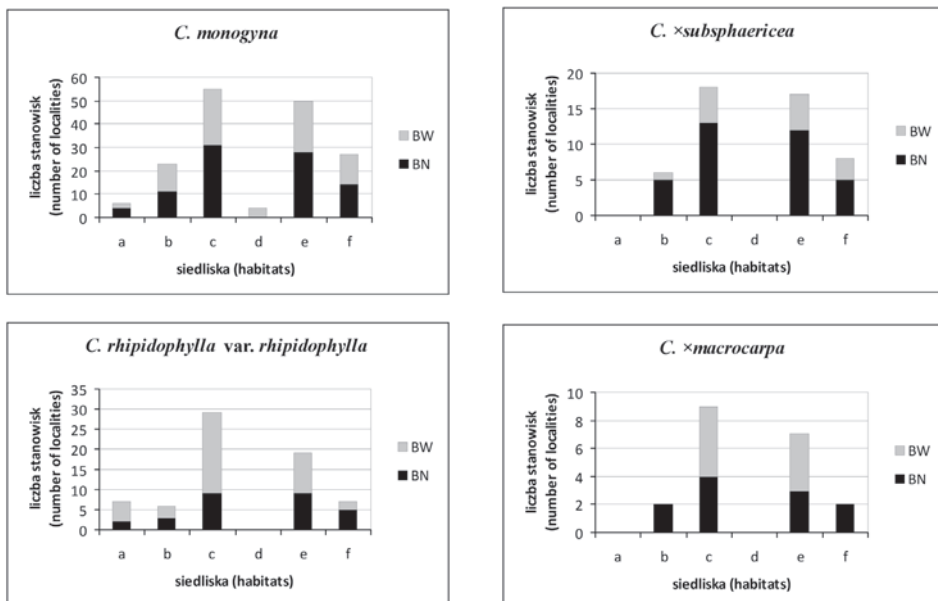 C. monogyna
liczba stanowisk
(number of localities)
60
50
40
30
20
10
0
a b c d e f
siedliska (habitats)
BW
BN
C. ×subsphaericea
liczba stanowisk
(number of localities)
20
15
10
5
0
a b c d e f
siedliska (habitats)
BW
BN
C. rhipidophylla var. rhipidophylla
liczba stanowisk
(number of localities)
35
30
25
20
15
10
5
0
a b c d e f
siedliska (habitats)
BW
BN
C. ×macrocarpa
liczba stanowisk
(number of localities)
10
8
6
4
2
0
a b c d e f
siedliska (habitats)
BW
BN